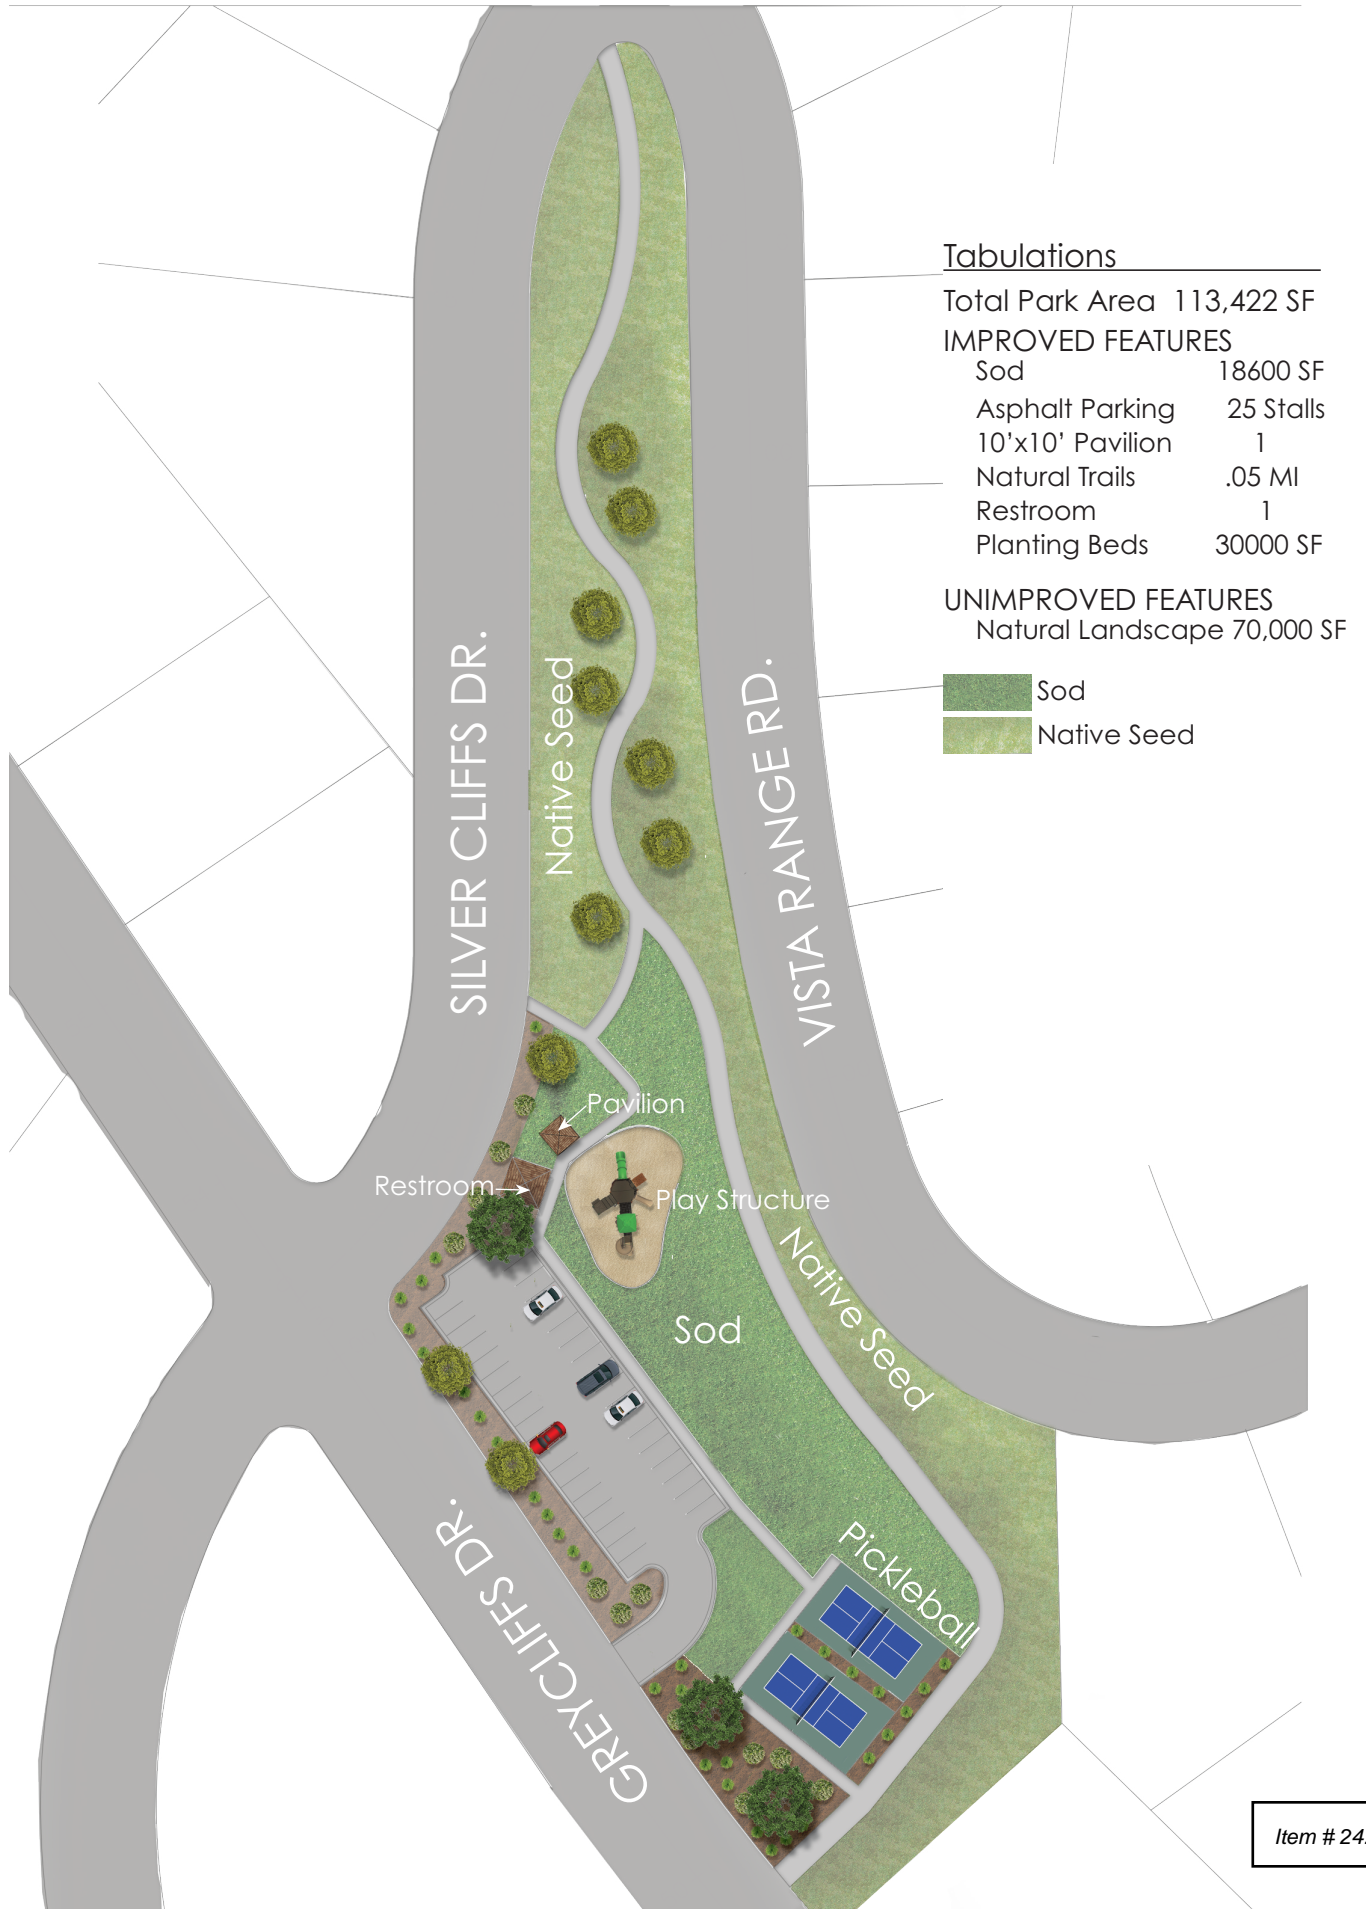 Tabulations
Total Park Area 113,422 SF
IMPROVED FEATURES
Sod 18600 SF
Asphalt Parking 25 Stalls
10'x10' Pavilion 1
Natural Trails .05 MI
Restroom 1
Planting Beds 30000 SF
UNIMPROVED FEATURES
Natural Landscape 70,000 SF
Sod
Native Seed
SILVER CLIFFS DR.
Native Seed
VISTA RANGE RD.
Pavilion
Restroom
Play Structure
Native Seed
Sod
Pickleball
GREYCLIFFS DR.
Item # 24